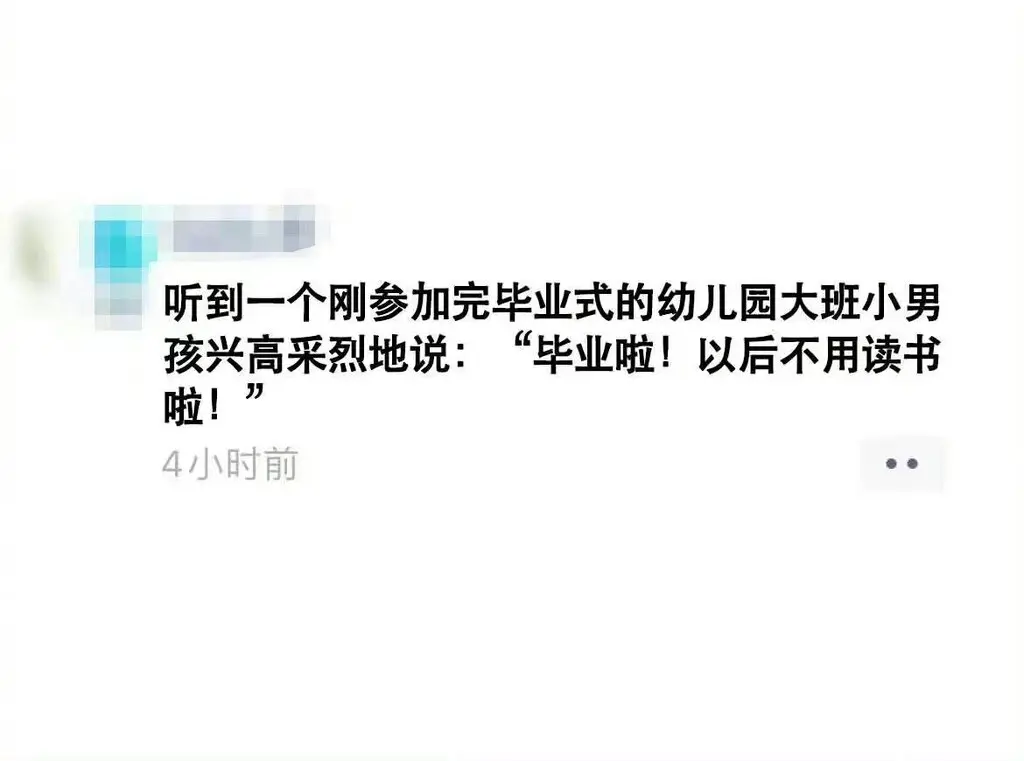 听到一个刚参加完毕业式的幼儿园大班小男
孩兴高采烈地说：“毕业啦！以后不用读书
啦！”
4小时前